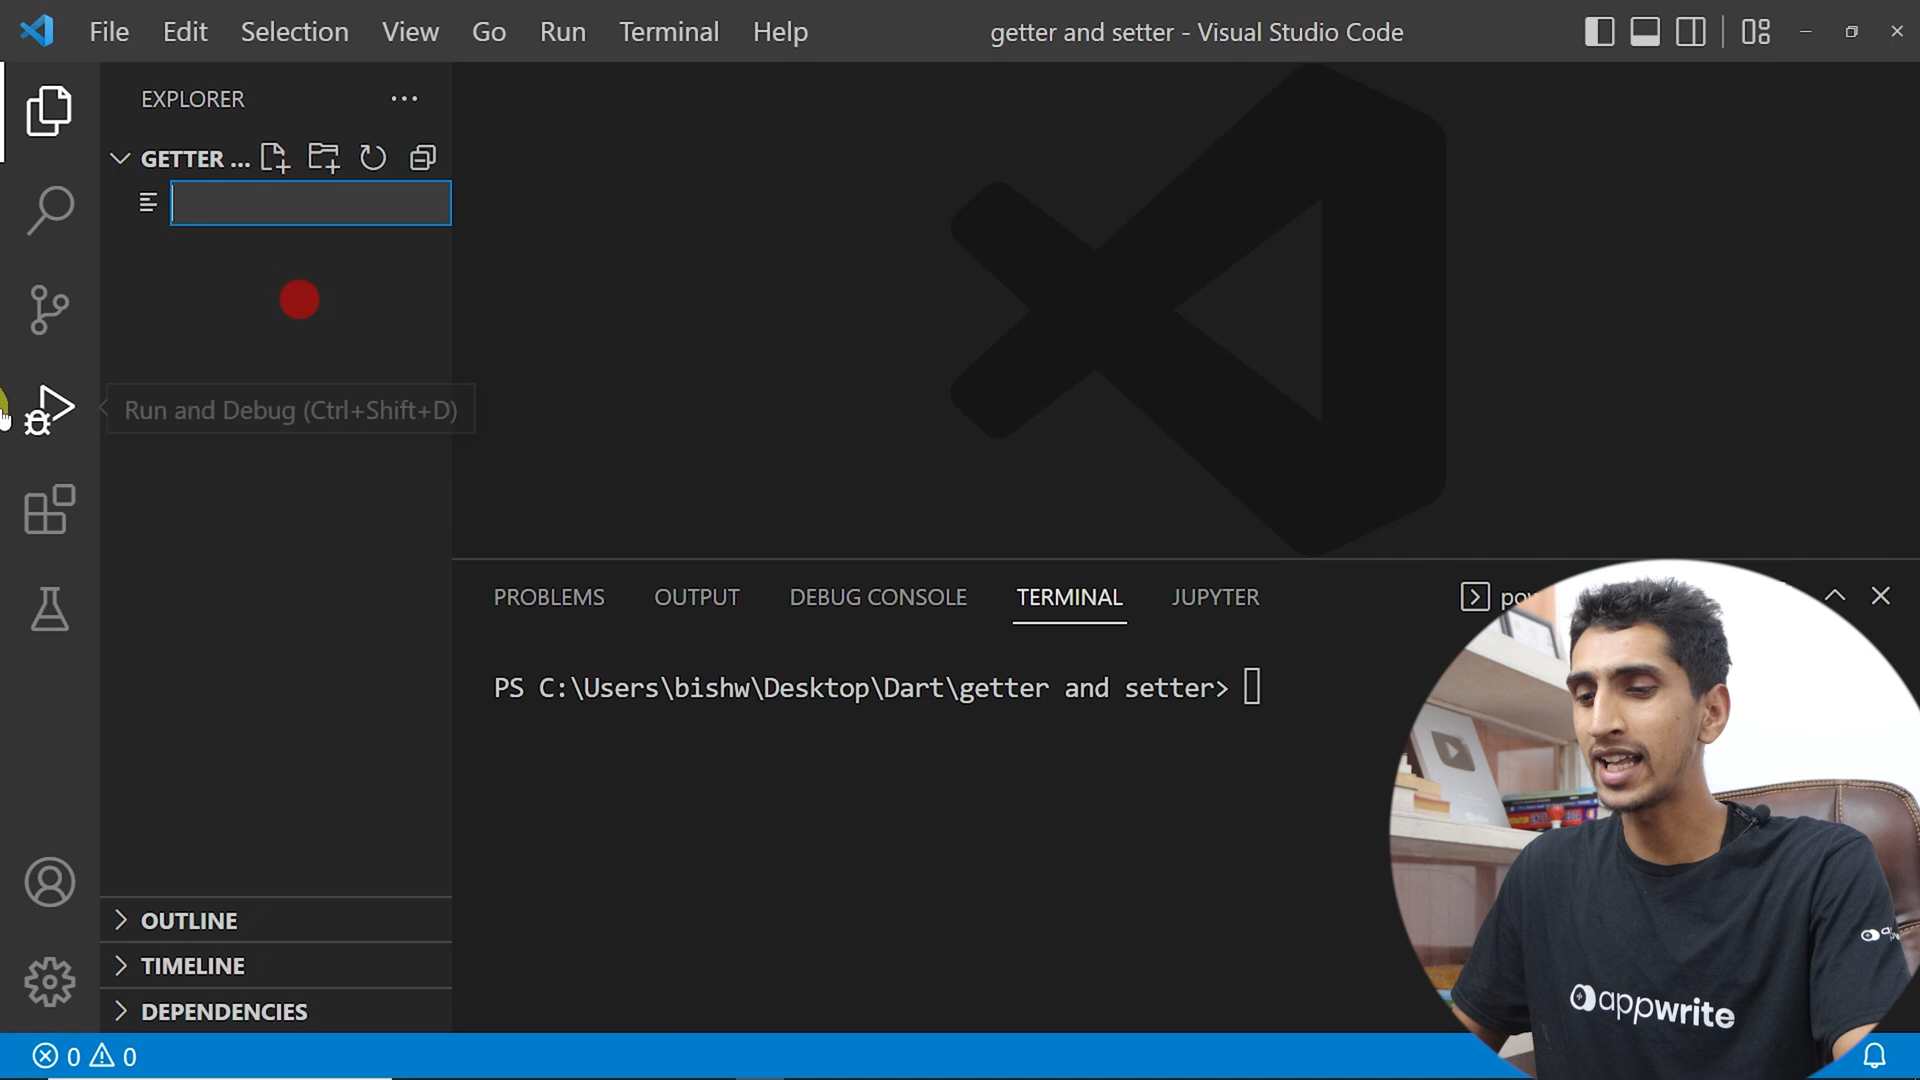 File Edit Selection View Go Run Terminal Help getter and setter - Visual Studio Code
EXPLORER
GETTER ...
Run and Debug (Ctrl+Shift+D)
PROBLEMS OUTPUT DEBUG CONSOLE TERMINAL JUPYTER
PS C:\Users\bishw\Desktop\Dart\getter and setter>
OUTLINE
TIMELINE
DEPENDENCIES
appwrite
0 0